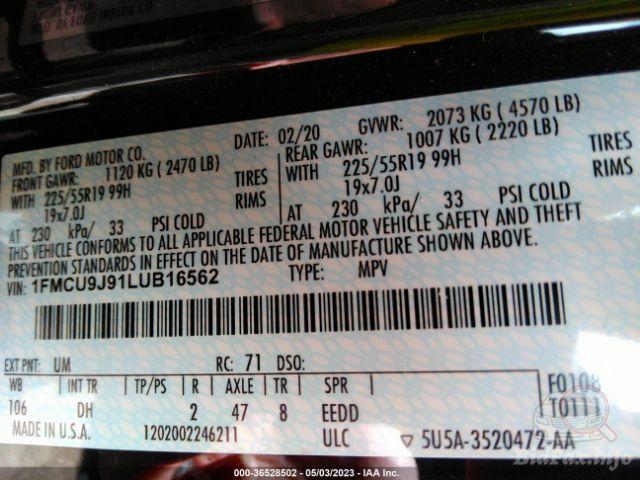 MFD. BY FORD MOTOR CO.
DATE: 02/20
GVWR: 2073 KG ( 4570 LB)
FRONT GAWR: 1120 KG ( 2470 LB)
REAR GAWR: 1007 KG ( 2220 LB)
WITH 225/55R19 99H TIRES
WITH 225/55R19 99H TIRES
19x7.0J RIMS
19x7.0J RIMS
AT 230 kPa/ 33 PSI COLD
AT 230 kPa/ 33 PSI COLD
THIS VEHICLE CONFORMS TO ALL APPLICABLE FEDERAL MOTOR VEHICLE SAFETY AND THEFT
PREVENTION STANDARDS IN EFFECT ON THE DATE OF MANUFACTURE SHOWN ABOVE.
VIN: 1FMCU9J91LUB16562
TYPE: MPV
EXT PNT: UM RC: 71 DSO:
WB INT TR TP/PS R AXLE TR SPR
106 DH 2 47 8 EEDD
F0108
T0111
MADE IN U.S.A. 1202002246211 ULC
▽ 5U5A-3520472-AA
BidFax.info
000-36528502 - 05/03/2023 - IAA Inc.